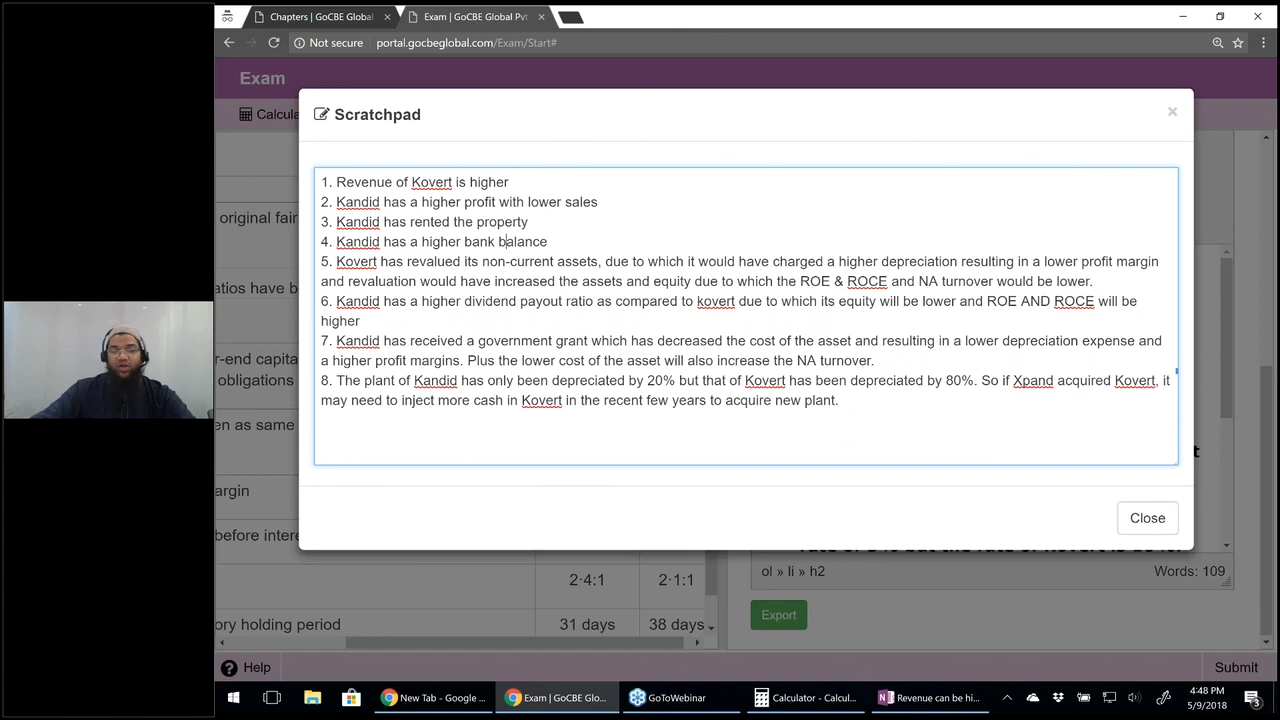 Chapters | GoCBE Global
Exam | GoCBE Global Pvt
Not secure
portal.gocbeglobal.com/Exam/Start#
Exam
Calcula
Scratchpad
×
original fair
atios have b
r-end capita
obligations
en as same
argin
before intere
1. Revenue of Kovert is higher
2. Kandid has a higher profit with lower sales
3. Kandid has rented the property
4. Kandid has a higher bank balance
5. Kovert has revalued its non-current assets, due to which it would have charged a higher depreciation resulting in a lower profit margin
and revaluation would have increased the assets and equity due to which the ROE & ROCE and NA turnover would be lower.
6. Kandid has a higher dividend payout ratio as compared to kovert due to which its equity will be lower and ROE AND ROCE will be
higher
7. Kandid has received a government grant which has decreased the cost of the asset and resulting in a lower depreciation expense and
a higher profit margins. Plus the lower cost of the asset will also increase the NA turnover.
8. The plant of Kandid has only been depreciated by 20% but that of Kovert has been depreciated by 80%. So if Xpand acquired Kovert, it
may need to inject more cash in Kovert in the recent few years to acquire new plant.
Close
2·4:1 2·1:1
ory holding period 31 days 38 days
ol » li » h2 Words: 109
Export
Help
Submit
New Tab - Google ...
Exam | GoCBE Glo...
GoToWebinar
Calculator - Calcul...
Revenue can be hi...
4:48 PM
5/9/2018
3